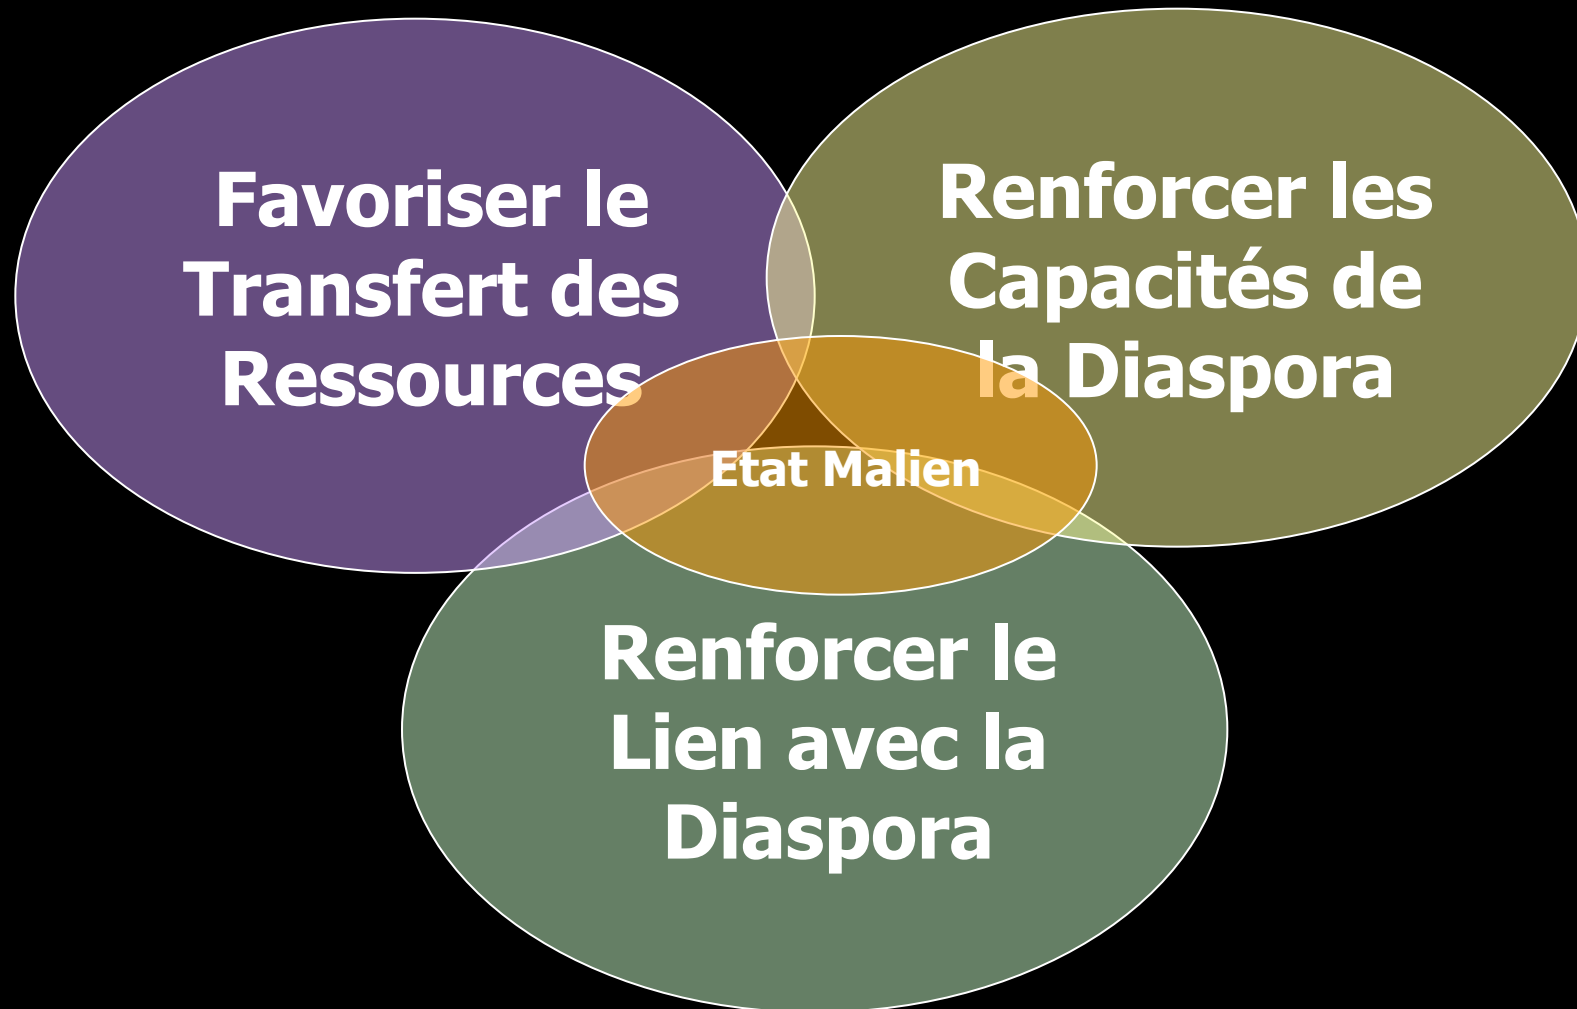 Favoriser le
Transfert des
Ressources
Renforcer les
Capacités de
la Diaspora
Etat Malien
Renforcer le
Lien avec la
Diaspora